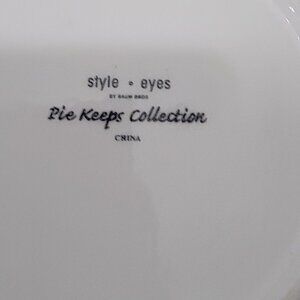 style • eyes
BY BAUM BROS
Pie Keeps Collection
CHINA